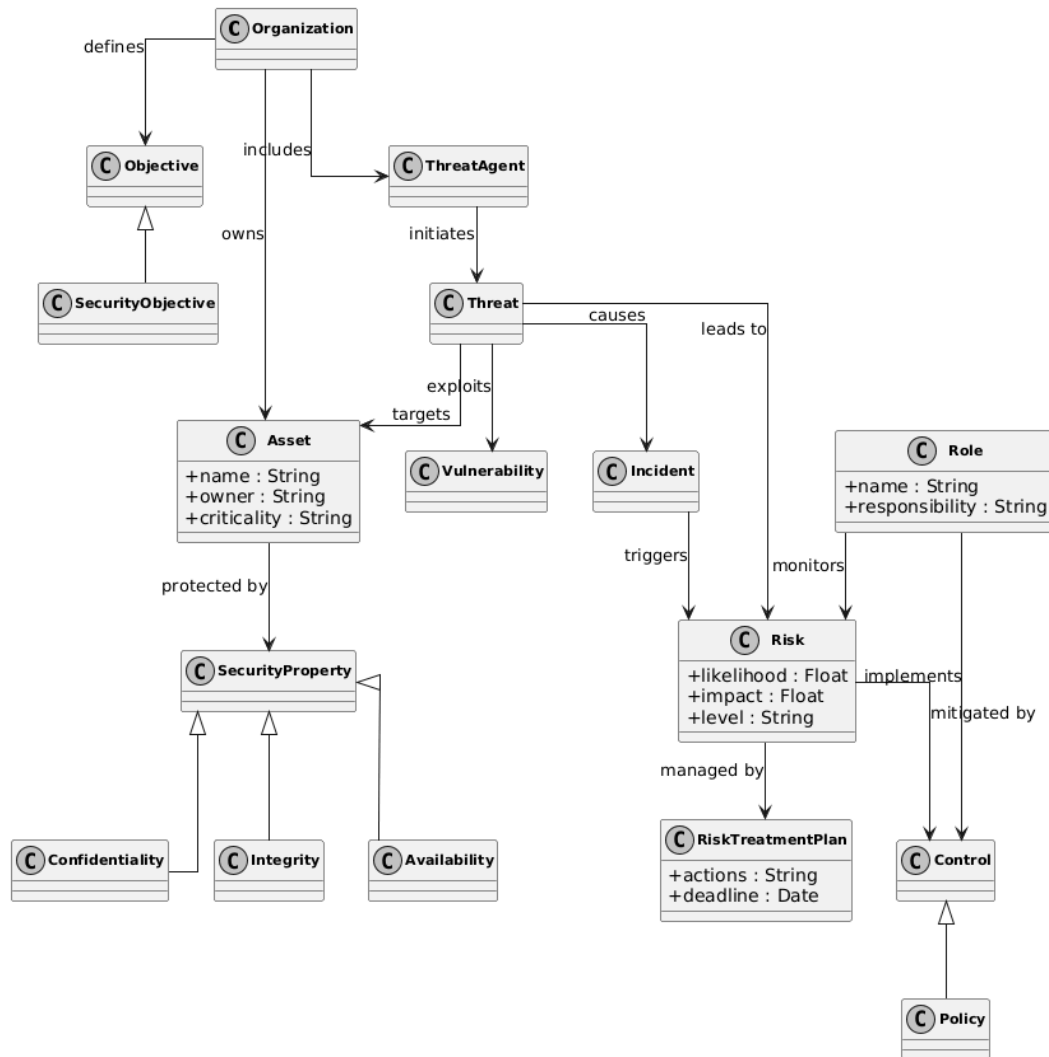 C Organization
defines
C Objective
includes
C ThreatAgent
owns
initiates
C SecurityObjective
C Threat
causes
leads to
exploits
targets
C Asset
+name : String
+owner : String
+criticality : String
C Vulnerability
C Incident
C Role
+name : String
+responsibility : String
triggers
monitors
protected by
C SecurityProperty
C Risk
+likelihood : Float
+impact : Float
+level : String
implements
mitigated by
managed by
C Confidentiality
C Integrity
C Availability
C RiskTreatmentPlan
+actions : String
+deadline : Date
C Control
C Policy